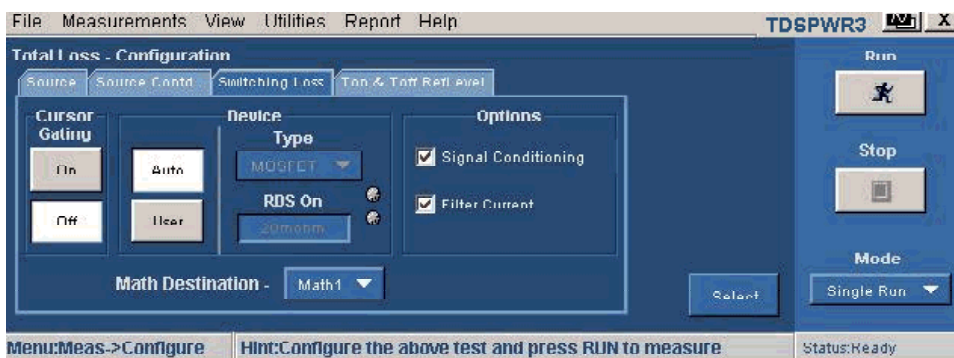 File Measurements View Utilities Report Help
TDSPWR3
X
Total Loss - Configuration
Source
Source Contd
Switching Loss
Ton & Toff RefLevel
Cursor Gating
On
Off
Device
Auto
User
Type
MOSFET
RDS On
20mohm
Options
Signal Conditioning
Filter Current
Math Destination -
Math1
Select
Run
Stop
Mode
Single Run
Menu:Meas->Configure
Hint:Configure the above test and press RUN to measure
Status:Ready